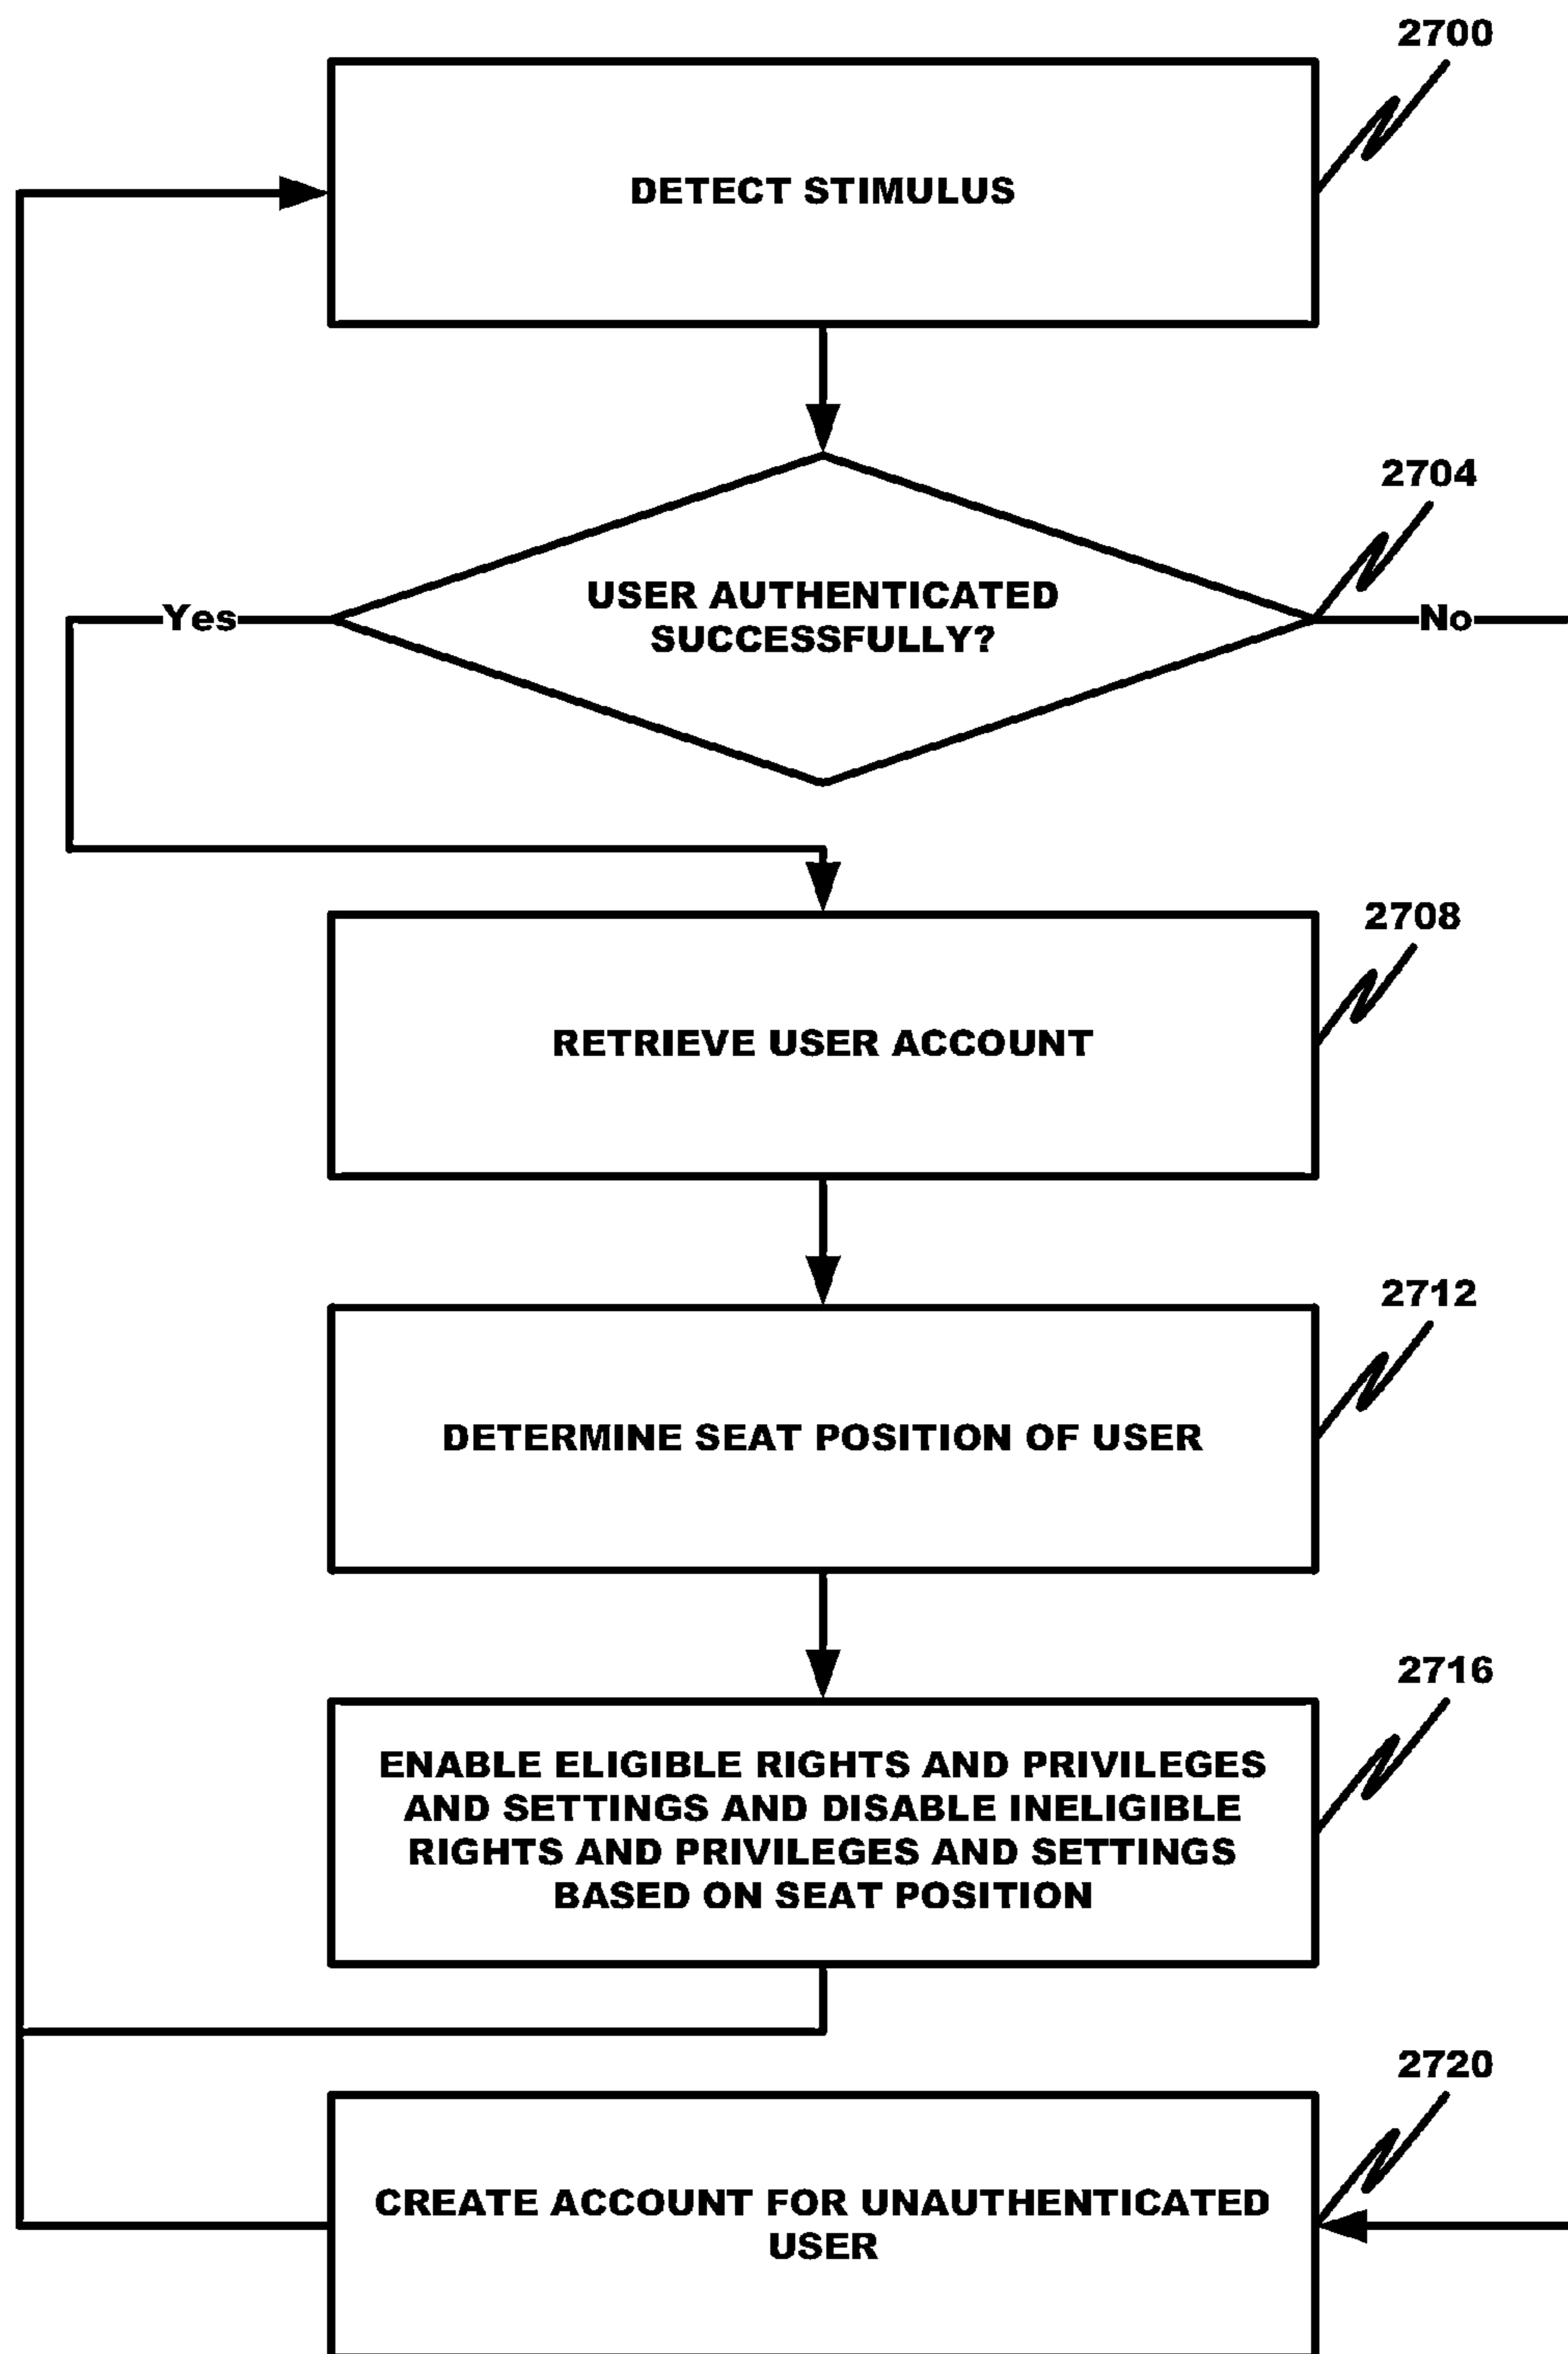 2700
DETECT STIMULUS
2704
USER AUTHENTICATED
SUCCESSFULLY?
Yes
No
2708
RETRIEVE USER ACCOUNT
2712
DETERMINE SEAT POSITION OF USER
2716
ENABLE ELIGIBLE RIGHTS AND PRIVILEGES
AND SETTINGS AND DISABLE INELIGIBLE
RIGHTS AND PRIVILEGES AND SETTINGS
BASED ON SEAT POSITION
2720
CREATE ACCOUNT FOR UNAUTHENTICATED
USER